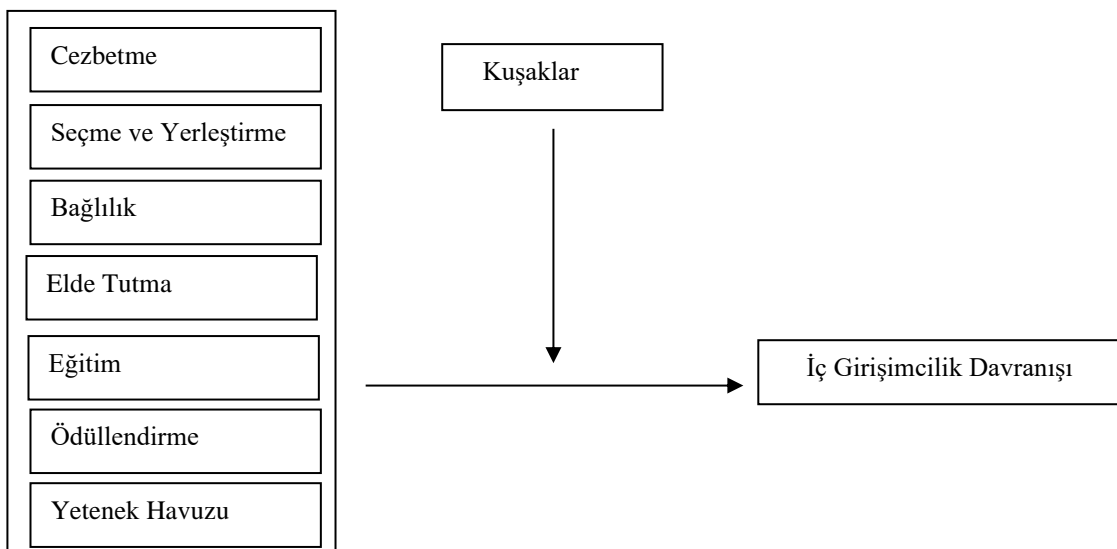 Cezbetme
Seçme ve Yerleştirme
Bağlılık
Elde Tutma
Eğitim
Ödüllendirme
Yetenek Havuzu
Kuşaklar
İç Girişimcilik Davranışı